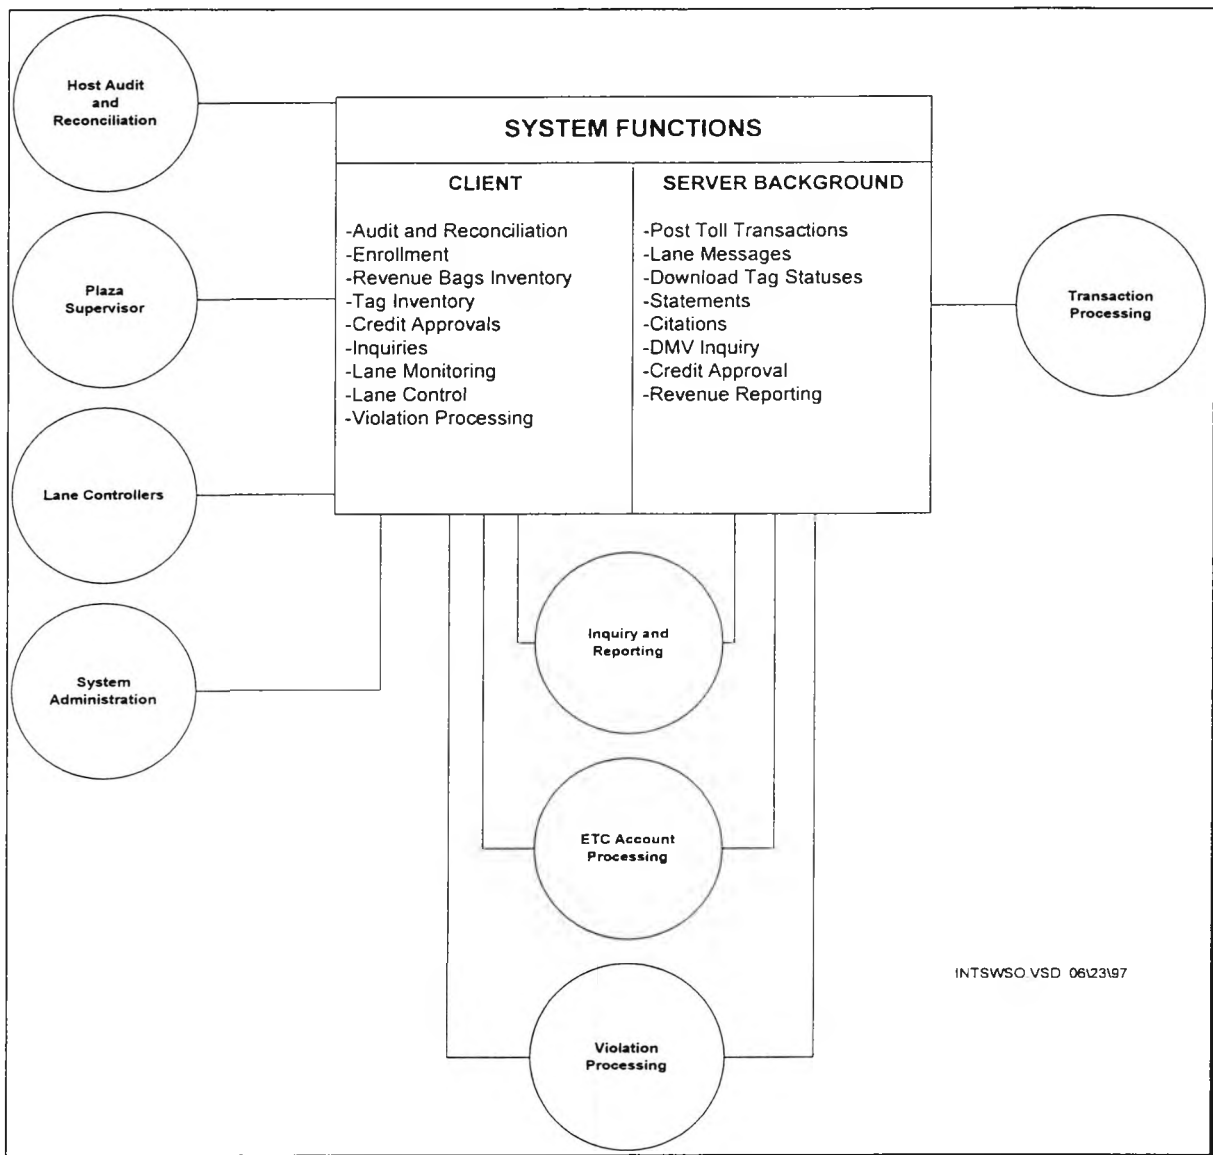 Host Audit
and
Reconciliation
SYSTEM FUNCTIONS
CLIENT
-Audit and Reconciliation
-Enrollment
-Revenue Bags Inventory
-Tag Inventory
-Credit Approvals
-Inquiries
-Lane Monitoring
-Lane Control
-Violation Processing
SERVER BACKGROUND
-Post Toll Transactions
-Lane Messages
-Download Tag Statuses
-Statements
-Citations
-DMV Inquiry
-Credit Approval
-Revenue Reporting
Plaza
Supervisor
Transaction
Processing
Lane Controllers
System
Administration
Inquiry and
Reporting
ETC Account
Processing
Violation
Processing
INTSWSO.VSD 06\23\97